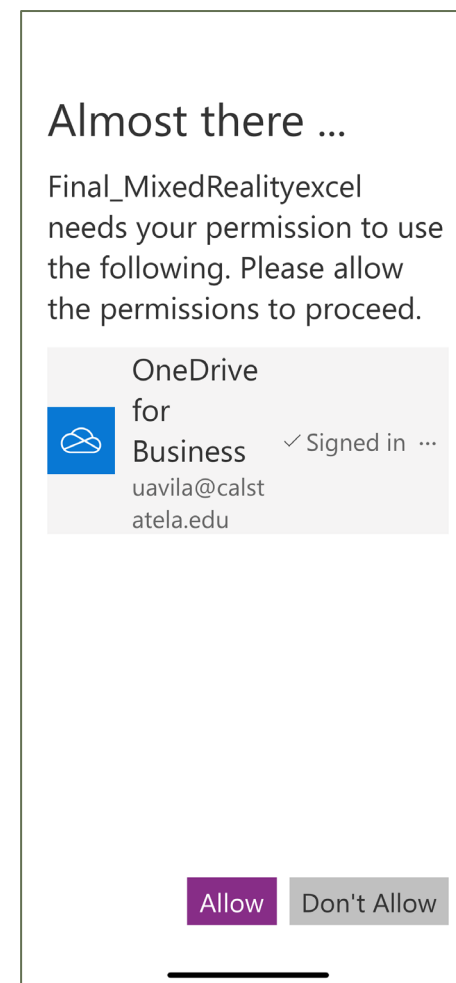 Almost there ...
Final_MixedRealityexcel
needs your permission to use
the following. Please allow
the permissions to proceed.
OneDrive
for
Business
uavila@calst
atela.edu
Signed in ...
Allow
Don't Allow